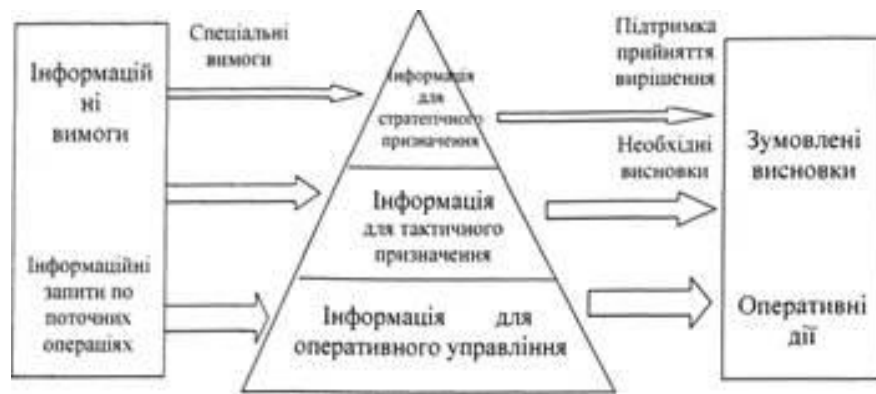 Інформацій
ні
вимоги
Інформаційні
запити по
поточних
операціях
Спеціальні
вимоги
Інформація
для
стратегічного
призначення
Інформація
для тактичного
призначення
Інформація для
оперативного управління
Підтримка
прийняття
вирішення
Необхідні
висновки
Зумовлені
висновки
Оперативні
дії